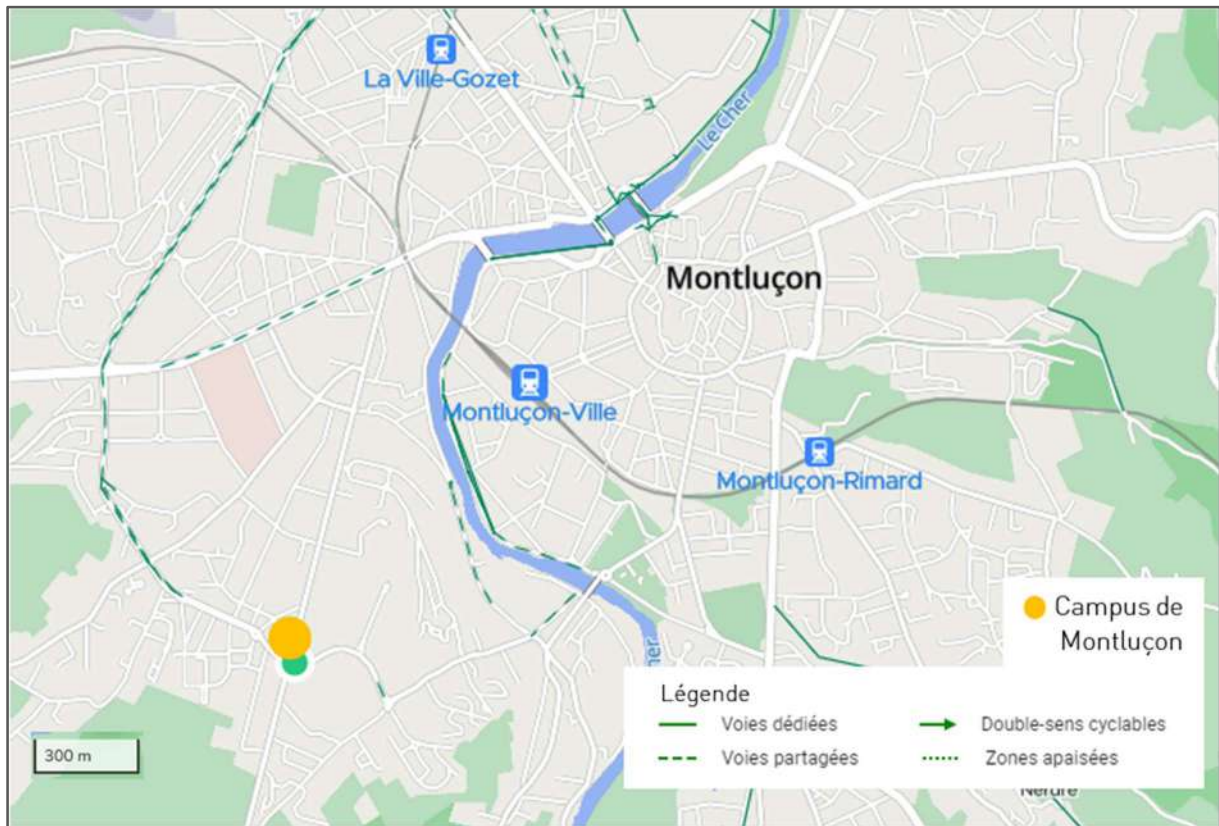 La Ville-Gozet
Le Cher
Montluçon
Montluçon-Ville
Montluçon-Rimard
Campus de
Montluçon
Cher
Légende
Voies dédiées
Double-sens cyclables
Voies partagées
Zones apaisées
300 m